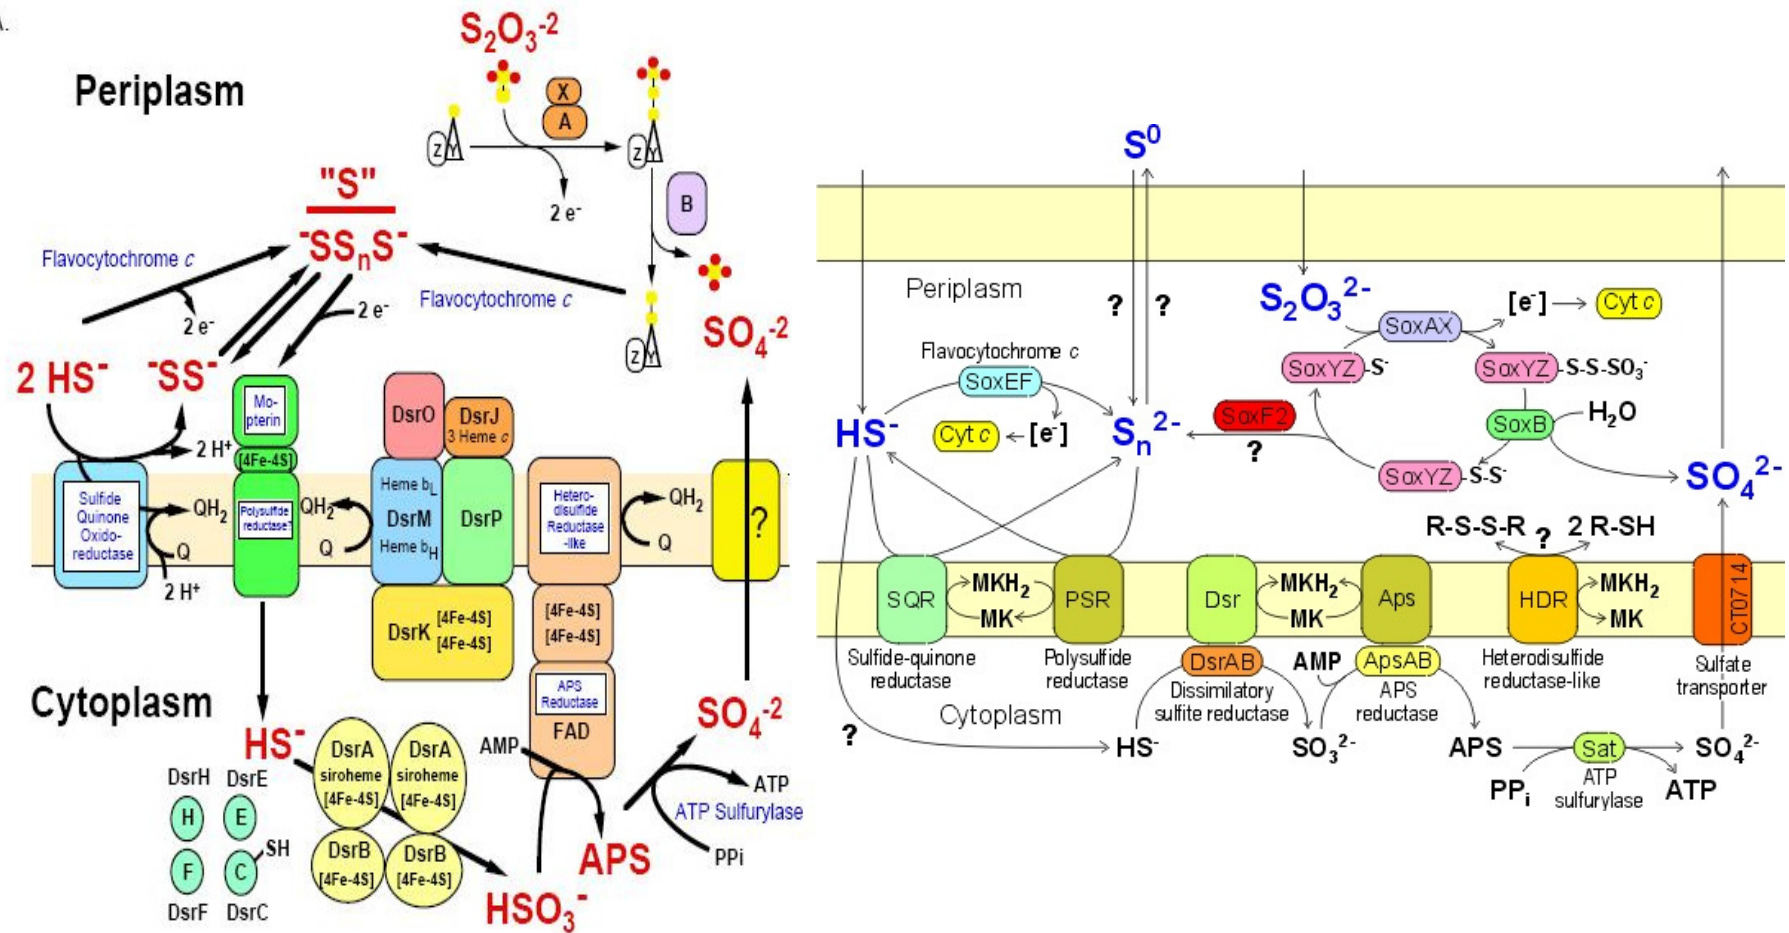 A.
S₂O₃⁻²
Periplasm
X
A
Z Y
Z Y
2 e⁻
B
"S"
⁻SSₙS⁻
Flavocytochrome c
2 e⁻
2 e⁻
Flavocytochrome c
Z Y
SO₄⁻²
2 HS⁻
⁻SS⁻
2 H⁺
Mo-
pterin
[4Fe-4S]
Polysulfide
reductase?
DsrO
DsrJ
3 Heme c
Sulfide
Quinone
Oxido-
reductase
QH₂
Q
2 H⁺
QH₂
Q
Heme b_L
DsrM
Heme b_H
DsrP
Hetero-
disulfide
Reductase
-like
QH₂
Q
?
DsrK
[4Fe-4S]
[4Fe-4S]
[4Fe-4S]
[4Fe-4S]
APS
Reductase
FAD
Cytoplasm
HS⁻
DsrH
DsrE
H
E
F
C
SH
DsrF
DsrC
DsrA
siroheme
[4Fe-4S]
DsrA
siroheme
[4Fe-4S]
DsrB
[4Fe-4S]
DsrB
[4Fe-4S]
AMP
HSO₃⁻
APS
SO₄⁻²
ATP
ATP Sulfurylase
PPi
S⁰
Periplasm
? ?
S₂O₃²⁻
SoxAX
[e⁻]
Cyt c
Flavocytochrome c
SoxEF
SoxYZ -S⁻
SoxYZ -S-S-SO₃⁻
HS⁻
Cyt c
[e⁻]
Sₙ²⁻
SoxF2
?
SoxB
H₂O
SoxYZ -S-S⁻
SO₄²⁻
R-S-S-R
?
2 R-SH
SQR
MKH₂
MK
PSR
Dsr
MKH₂
MK
Aps
HDR
MKH₂
MK
CT0714
Sulfide-quinone
reductase
Polysulfide
reductase
DsrAB
Dissimilatory
sulfite reductase
AMP
ApsAB
APS
reductase
Heterodisulfide
reductase-like
Sulfate
transporter
Cytoplasm
?
HS⁻
SO₃²⁻
APS
Sat
SO₄²⁻
PPᵢ
ATP
sulfurylase
ATP